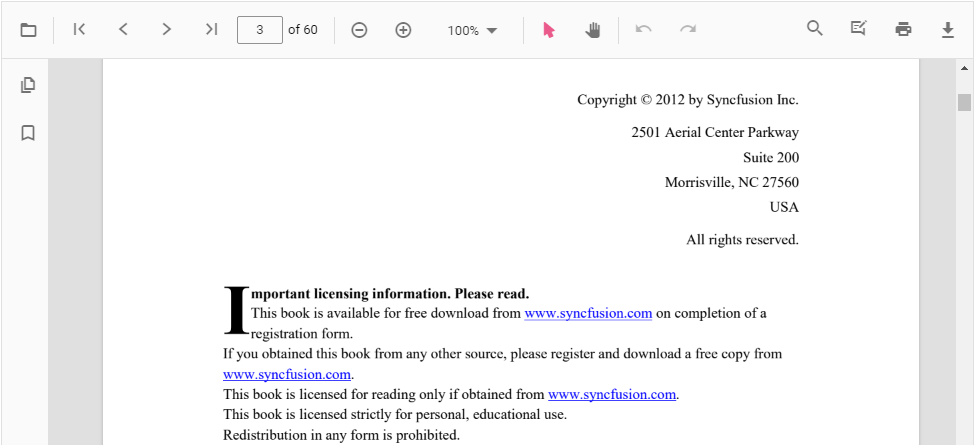 3 of 60 100%
Copyright © 2012 by Syncfusion Inc.
2501 Aerial Center Parkway
Suite 200
Morrisville, NC 27560
USA
All rights reserved.
Important licensing information. Please read.
This book is available for free download from www.syncfusion.com on completion of a
registration form.
If you obtained this book from any other source, please register and download a free copy from
www.syncfusion.com.
This book is licensed for reading only if obtained from www.syncfusion.com.
This book is licensed strictly for personal, educational use.
Redistribution in any form is prohibited.